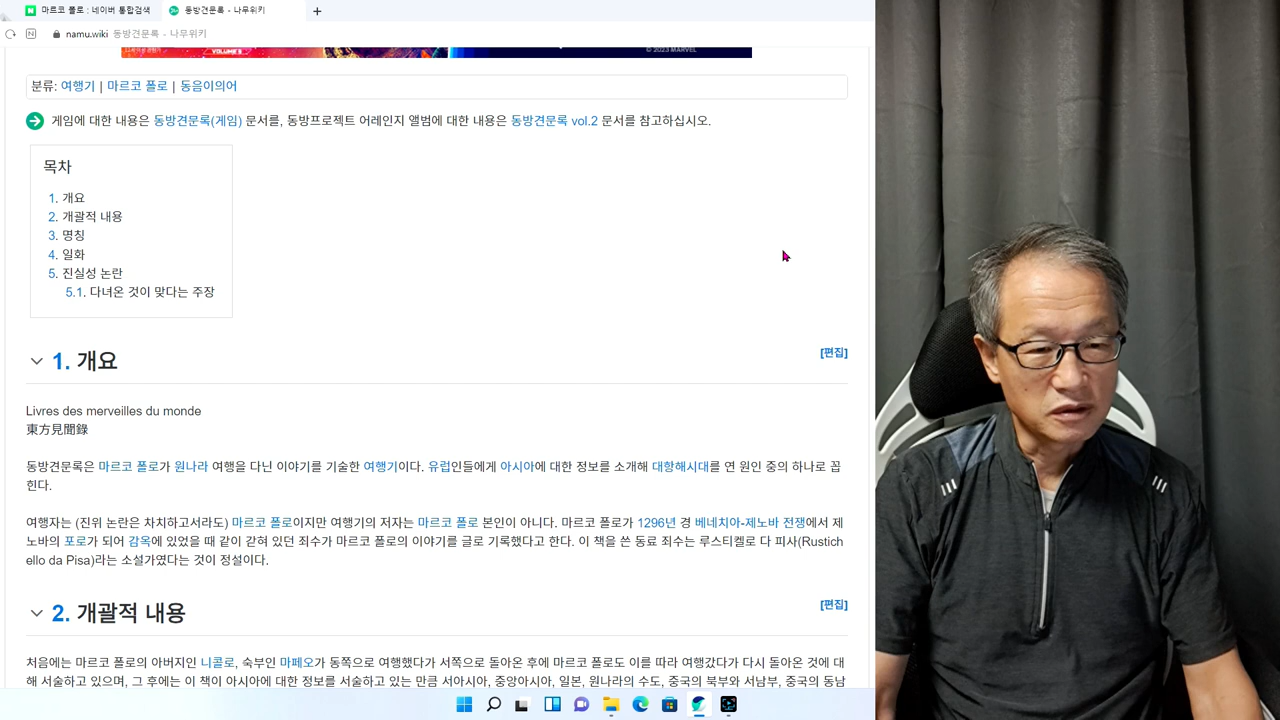 마르코 폴로 : 네이버 통합검색
동방견문록 - 나무위키
namu.wiki 동방견문록 - 나무위키
VOLUME 3
© 2023 MARVEL
분류: 여행기 | 마르코 폴로 | 동음이의어
게임에 대한 내용은 동방견문록(게임) 문서를, 동방프로젝트 어레인지 앨범에 대한 내용은 동방견문록 vol.2 문서를 참고하십시오.
목차
1. 개요
2. 개괄적 내용
3. 명칭
4. 일화
5. 진실성 논란
5.1. 다녀온 것이 맞다는 주장
1. 개요
[편집]
Livres des merveilles du monde
東方見聞錄
동방견문록은 마르코 폴로가 원나라 여행을 다닌 이야기를 기술한 여행기이다. 유럽인들에게 아시아에 대한 정보를 소개해 대항해시대를 연 원인 중의 하나로 꼽
힌다.
여행자는 (진위 논란은 차치하고서라도) 마르코 폴로이지만 여행기의 저자는 마르코 폴로 본인이 아니다. 마르코 폴로가 1296년 경 베네치아-제노바 전쟁에서 제
노바의 포로가 되어 감옥에 있었을 때 같이 갇혀 있던 죄수가 마르코 폴로의 이야기를 글로 기록했다고 한다. 이 책을 쓴 동료 죄수는 루스티켈로 다 피사(Rustich
ello da Pisa)라는 소설가였다는 것이 정설이다.
2. 개괄적 내용
[편집]
처음에는 마르코 폴로의 아버지인 니콜로, 숙부인 마페오가 동쪽으로 여행했다가 서쪽으로 돌아온 후에 마르코 폴로도 이를 따라 여행갔다가 다시 돌아온 것에 대
해 서술하고 있으며, 그 후에는 이 책이 아시아에 대한 정보를 서술하고 있는 만큼 서아시아, 중앙아시아, 일본, 원나라의 수도, 중국의 북부와 서남부, 중국의 동남